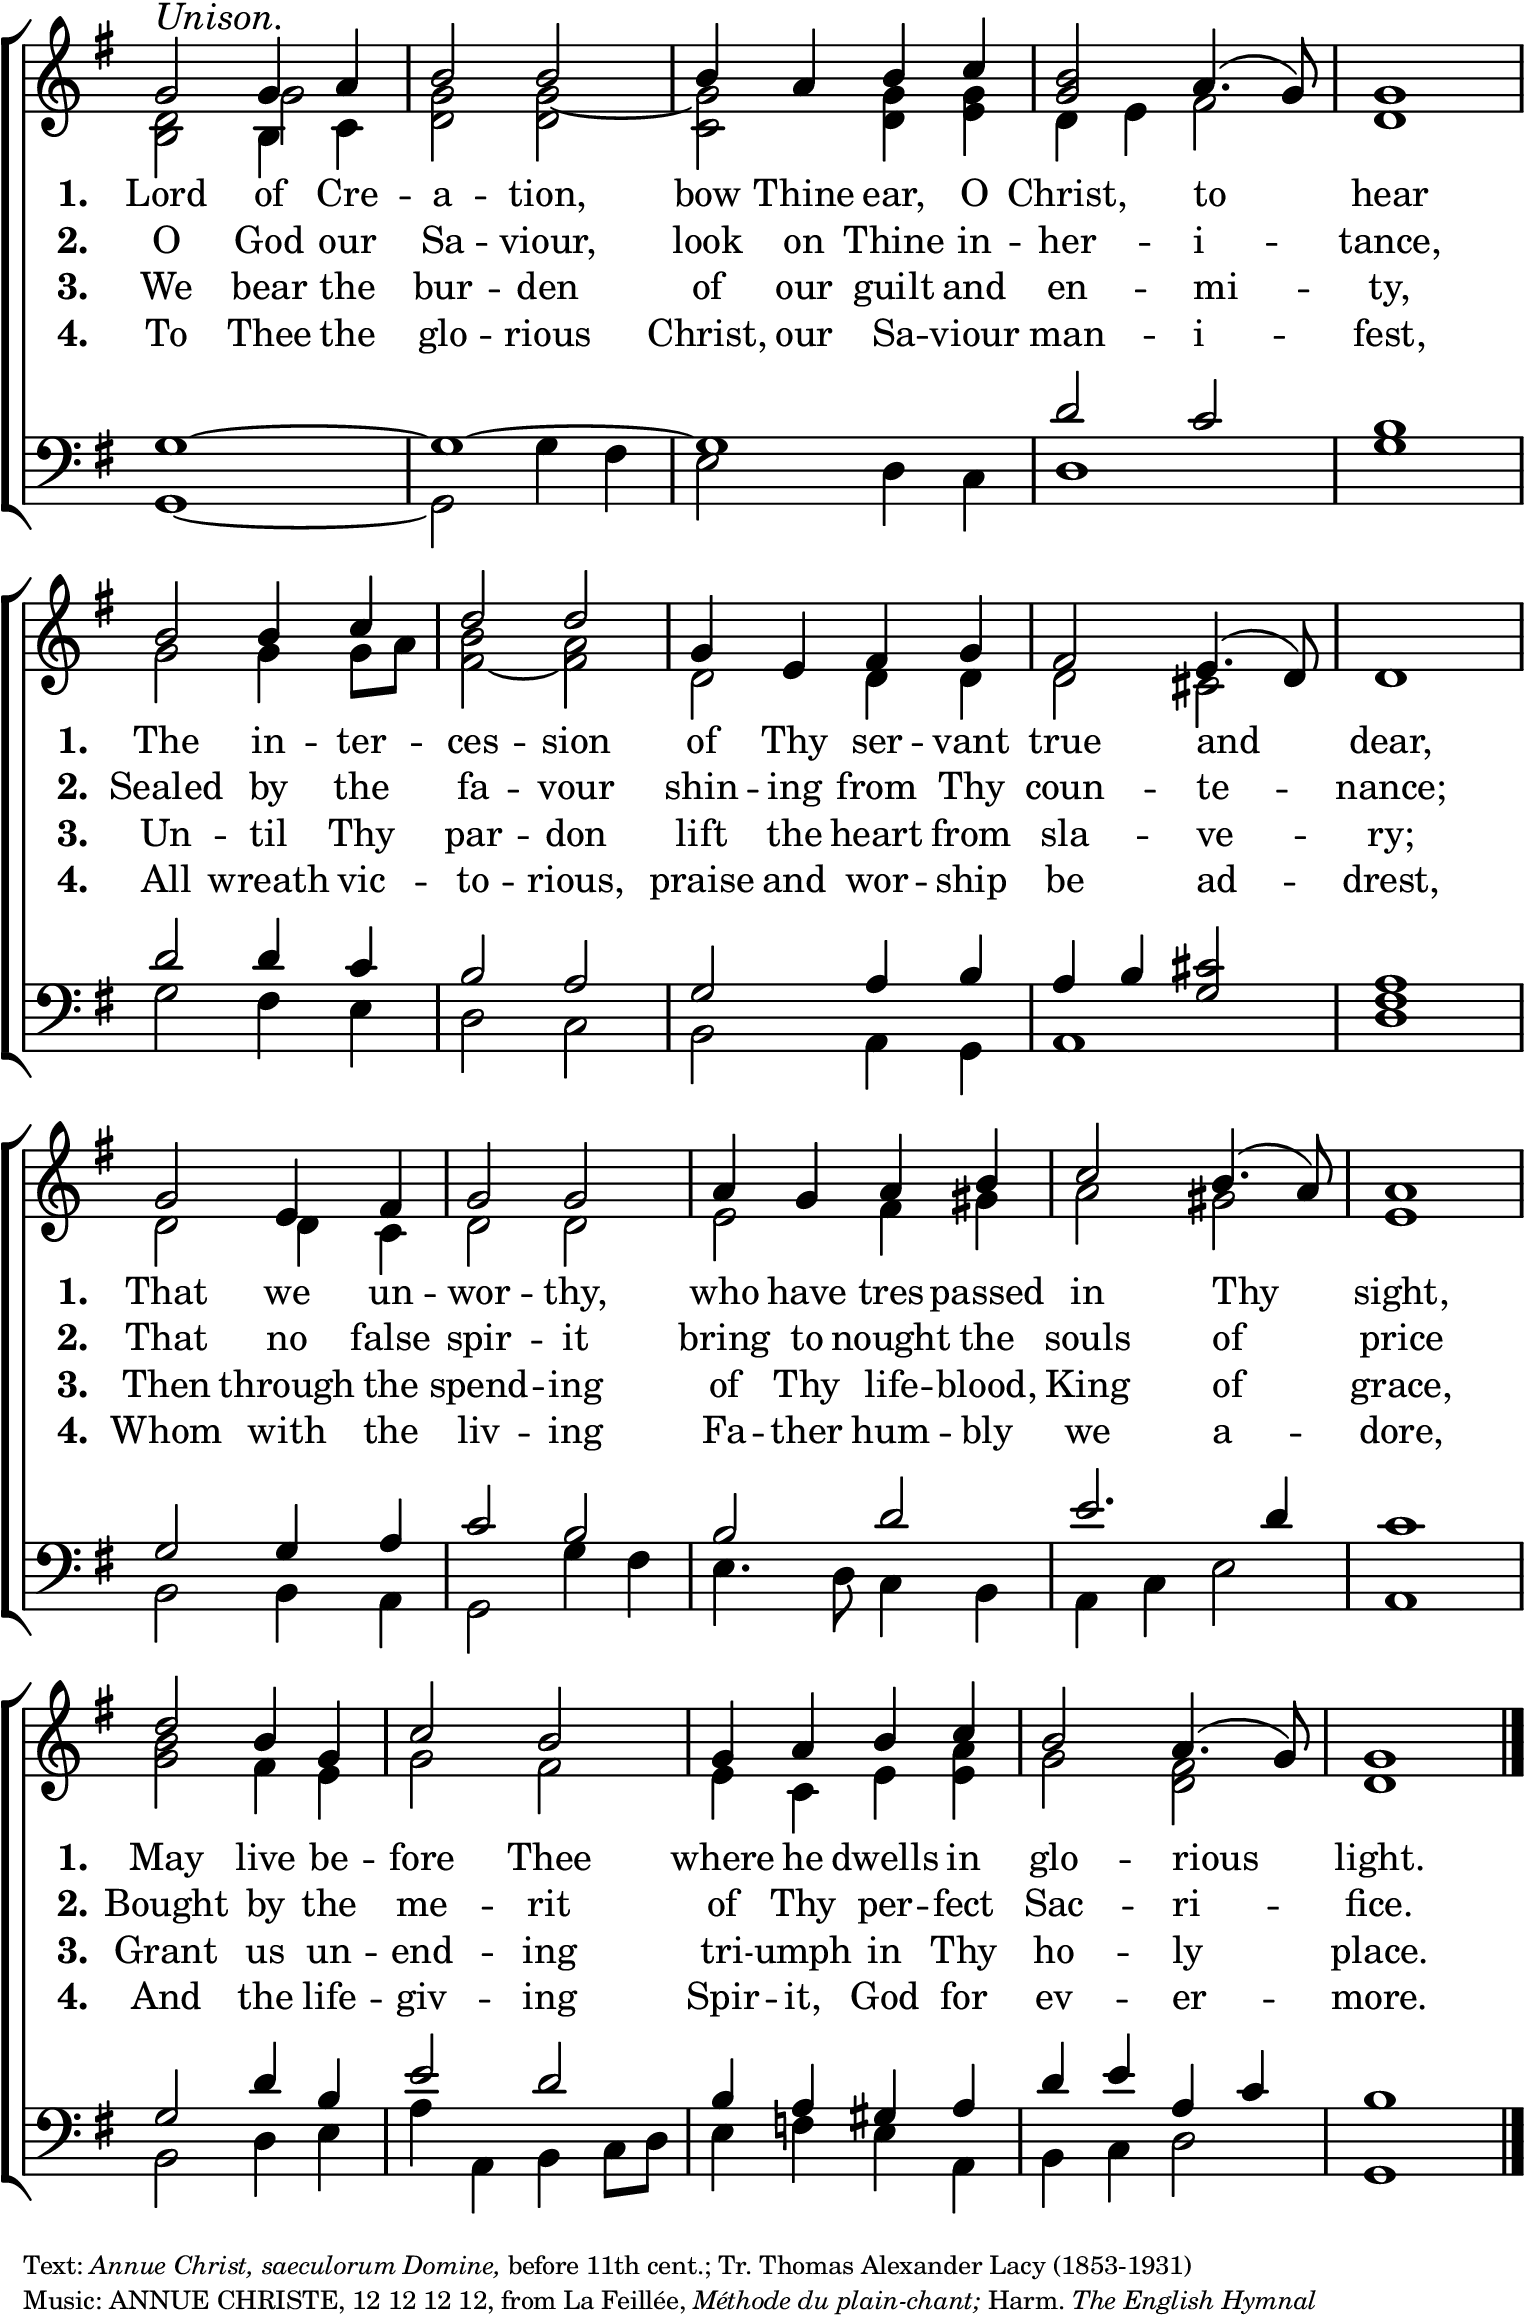 Unison.
1. Lord of Cre -- a -- tion, bow Thine ear, O Christ, to hear
2. O God our Sa -- viour, look on Thine in -- her -- i -- tance,
3. We bear the bur -- den of our guilt and en -- mi -- ty,
4. To Thee the glo -- rious Christ, our Sa -- viour man -- i -- fest,
1. The in -- ter -- ces -- sion of Thy ser -- vant true and dear,
2. Sealed by the fa -- vour shin -- ing from Thy coun -- te -- nance;
3. Un -- til Thy par -- don lift the heart from sla -- ve -- ry;
4. All wreath vic -- to -- rious, praise and wor -- ship be ad -- drest,
1. That we un -- wor -- thy, who have tres -- passed in Thy sight,
2. That no false spir -- it bring to nought the souls of price
3. Then through the spend -- ing of Thy life -- blood, King of grace,
4. Whom with the liv -- ing Fa -- ther hum -- bly we a -- dore,
1. May live be -- fore Thee where he dwells in glo -- rious light.
2. Bought by the me -- rit of Thy per -- fect Sac -- ri -- fice.
3. Grant us un -- end -- ing tri -- umph in Thy ho -- ly place.
4. And the life -- giv -- ing Spir -- it, God for ev -- er -- more.
Text: Annue Christ, saeculorum Domine, before 11th cent.; Tr. Thomas Alexander Lacy (1853-1931)
Music: ANNUE CHRISTE, 12 12 12 12, from La Feillée, Méthode du plain-chant; Harm. The English Hymnal